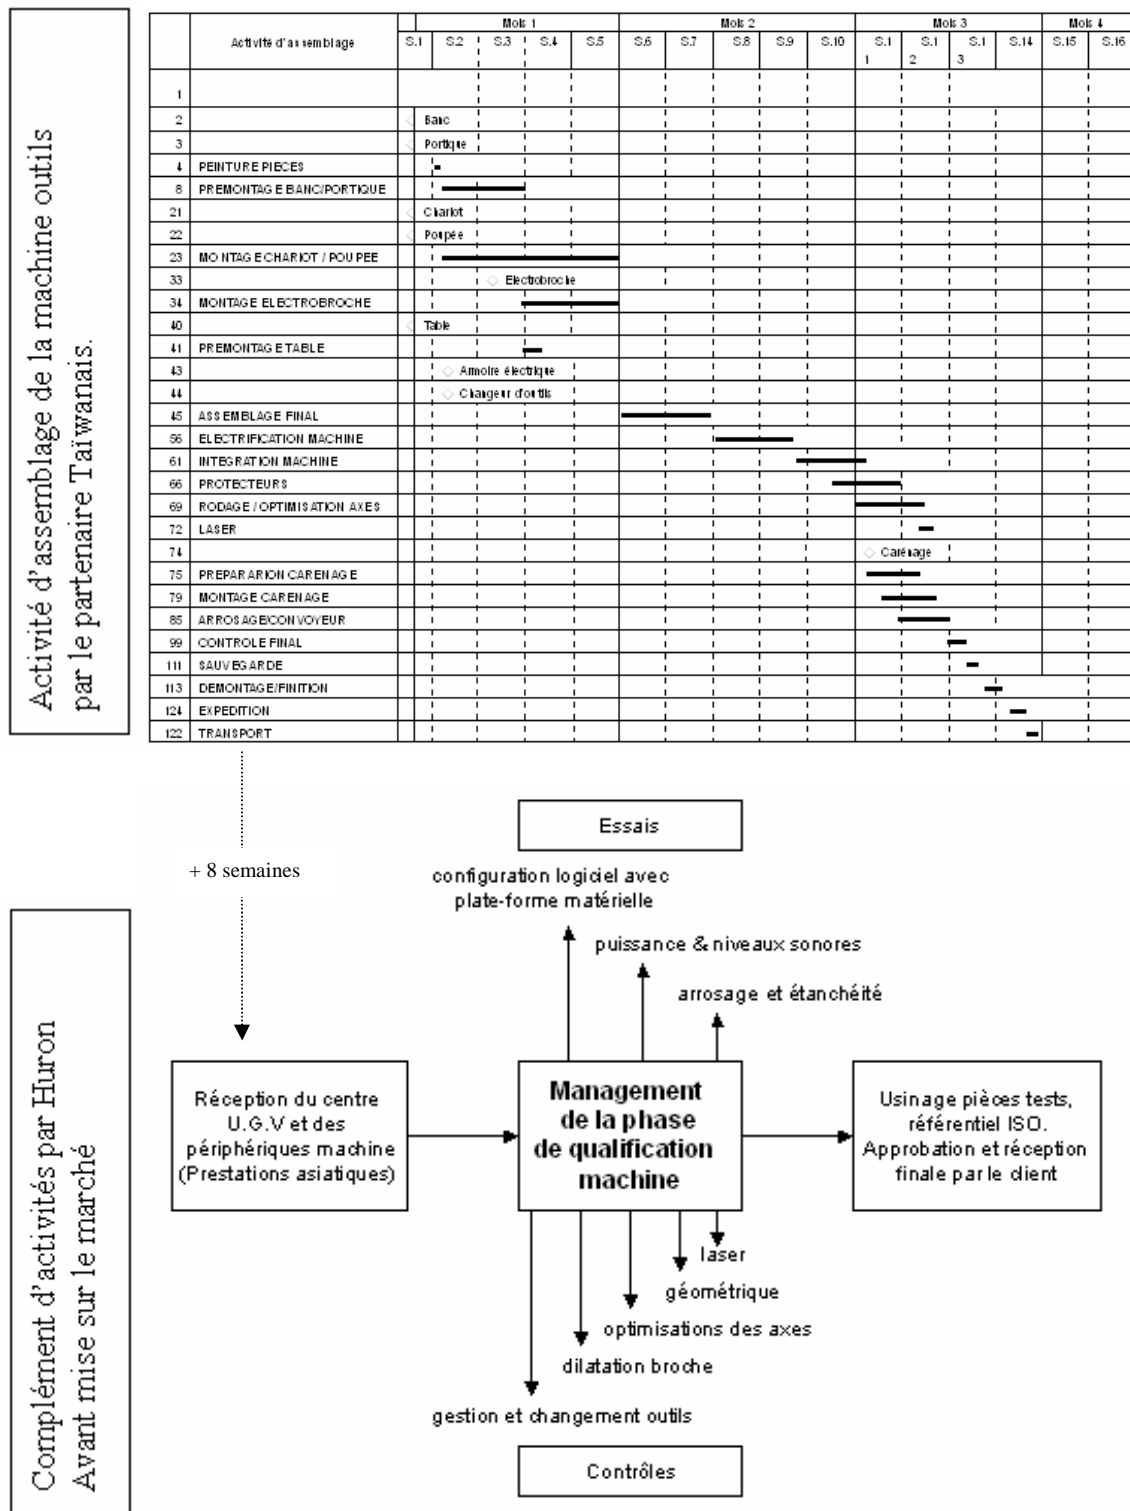 Activité d'assemblage de la machine outils
par le partenaire Taïwanais.
Mois 1 Mois 2 Mois 3 Mois 4
Activité d'assemblage S.1 S.2 S.3 S.4 S.5 S.6 S.7 S.8 S.9 S.10 S.1 S.1 S.1 S.14 S.15 S.16
1 2 3
1
2 Banc
3 Portique
4 PEINTURE PIECES
8 PREMONTAGE BANC/PORTIQUE
21 Chariot
22 Poupée
23 MONTAGE CHARIOT / POUPEE
33 Electrobroche
34 MONTAGE ELECTROBROCHE
40 Table
41 PREMONTAGE TABLE
43 Armoire électrique
44 Changeur d'outils
45 ASSEMBLAGE FINAL
56 ELECTRIFICATION MACHINE
61 INTEGRATION MACHINE
66 PROTECTEURS
69 RODAGE / OPTIMISATION AXES
72 LASER
74 Carénage
75 PREPARARION CARENAGE
79 MONTAGE CARENAGE
85 ARROSAGE/CONVOYEUR
99 CONTROLE FINAL
111 SAUVEGARDE
113 DEMONTAGE/FINITION
124 EXPEDITION
122 TRANSPORT
+ 8 semaines
Complément d'activités par Huron
Avant mise sur le marché
Essais
configuration logiciel avec
plate-forme matérielle
puissance & niveaux sonores
arrosage et étanchéité
Réception du centre
U.G.V et des
périphériques machine
(Prestations asiatiques)
Management
de la phase
de qualification
machine
Usinage pièces tests,
référentiel ISO.
Approbation et réception
finale par le client
laser
géométrique
optimisations des axes
dilatation broche
gestion et changement outils
Contrôles